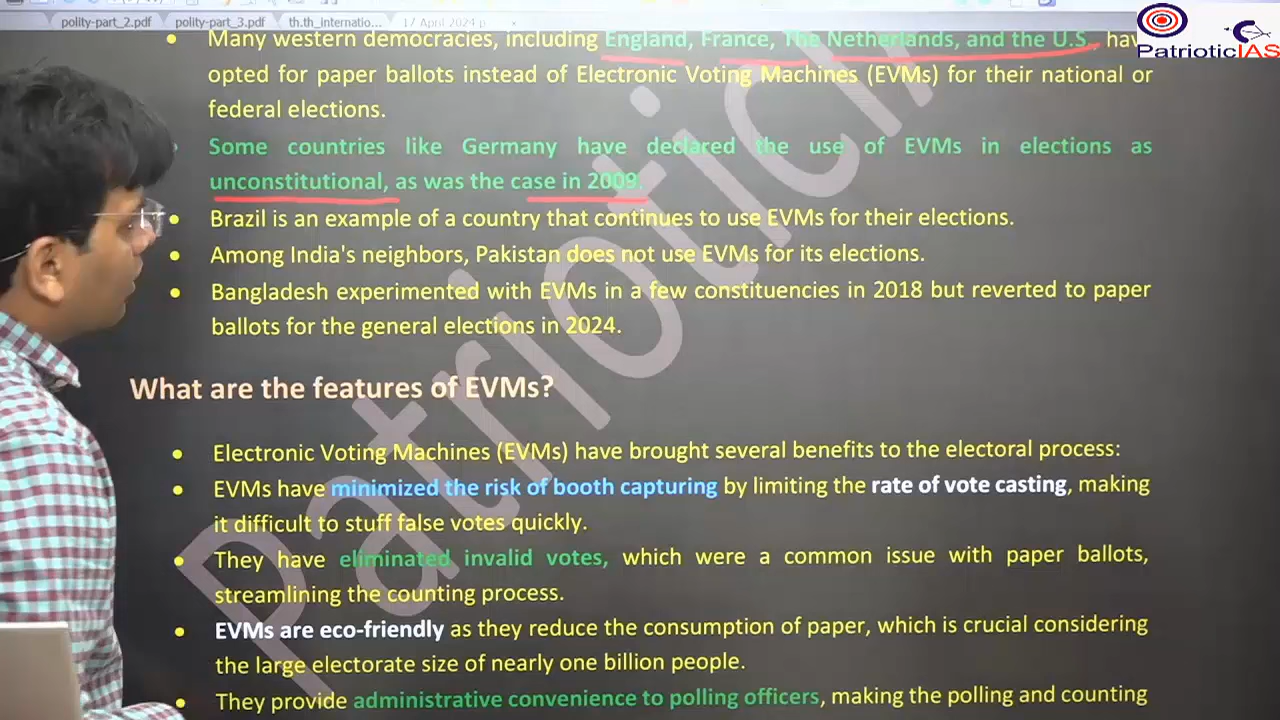 polity-part_2.pdf polity-part_3.pdf th.th_internatio... 17 April 2024 p
PatrioticIAS
Many western democracies, including England, France, The Netherlands, and the U.S., have
opted for paper ballots instead of Electronic Voting Machines (EVMs) for their national or
federal elections.
Some countries like Germany have declared the use of EVMs in elections as
unconstitutional, as was the case in 2009.
Brazil is an example of a country that continues to use EVMs for their elections.
Among India's neighbors, Pakistan does not use EVMs for its elections.
Bangladesh experimented with EVMs in a few constituencies in 2018 but reverted to paper
ballots for the general elections in 2024.
What are the features of EVMs?
Electronic Voting Machines (EVMs) have brought several benefits to the electoral process:
EVMs have minimized the risk of booth capturing by limiting the rate of vote casting, making
it difficult to stuff false votes quickly.
They have eliminated invalid votes, which were a common issue with paper ballots,
streamlining the counting process.
EVMs are eco-friendly as they reduce the consumption of paper, which is crucial considering
the large electorate size of nearly one billion people.
They provide administrative convenience to polling officers, making the polling and counting
Patriotic